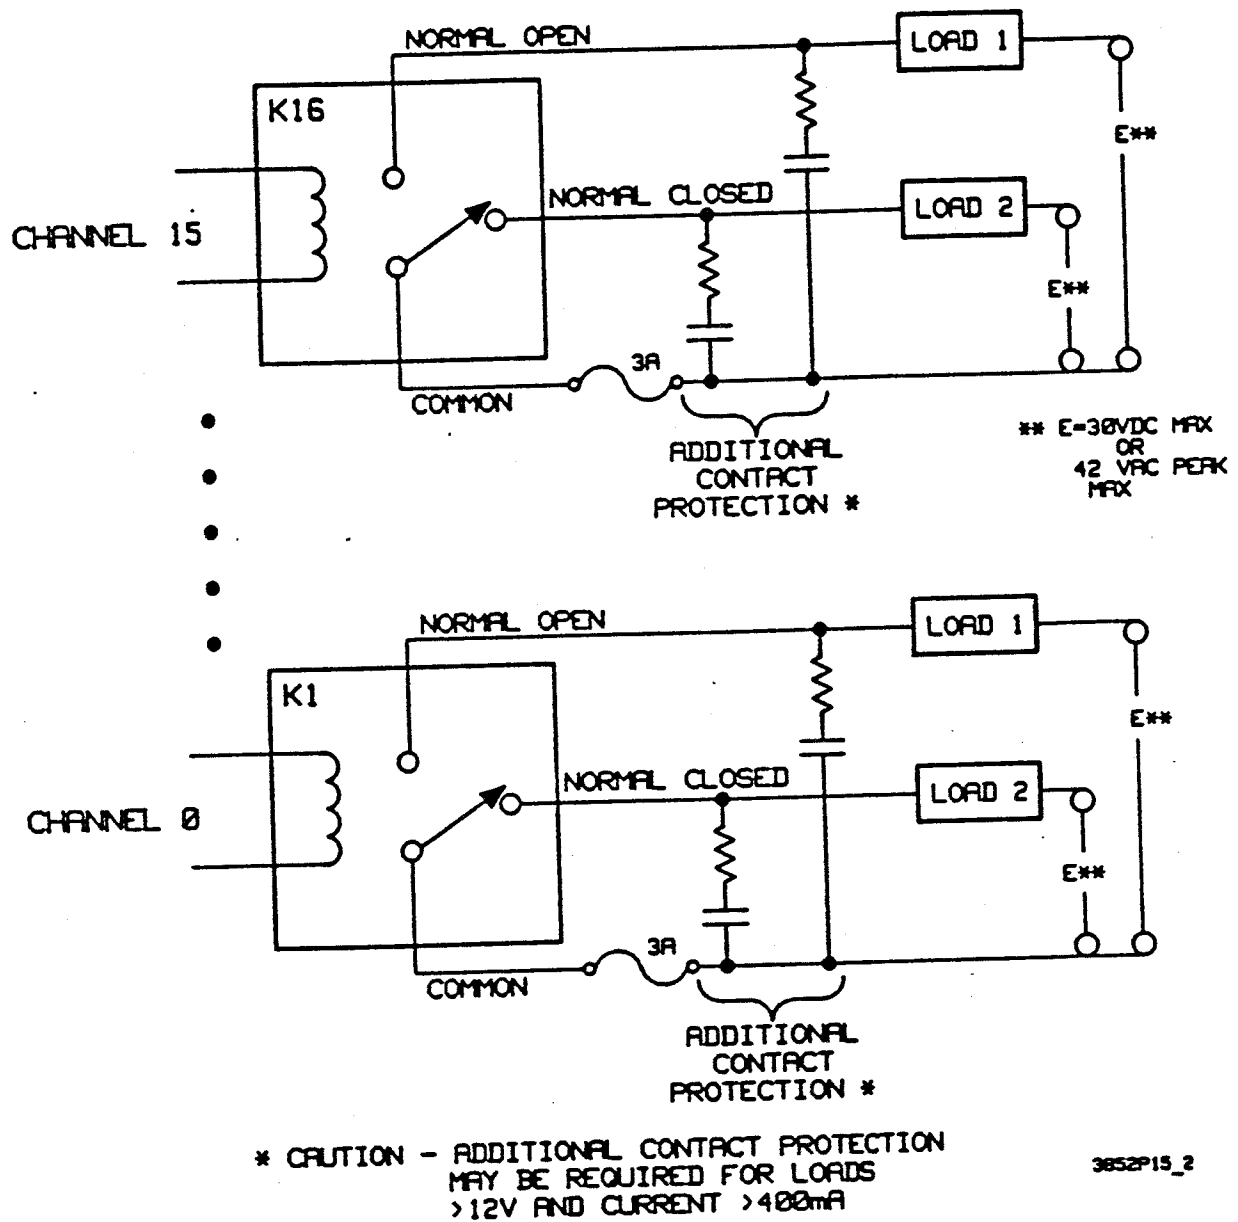 NORMAL OPEN
LOAD 1
K16
E**
NORMAL CLOSED
LOAD 2
CHANNEL 15
E**
3A
COMMON
ADDITIONAL
CONTACT
PROTECTION *
** E=30VDC MAX
OR
42 VAC PEAK
MAX
NORMAL OPEN
LOAD 1
K1
E**
NORMAL CLOSED
LOAD 2
CHANNEL 0
E**
3A
COMMON
ADDITIONAL
CONTACT
PROTECTION *
* CAUTION - ADDITIONAL CONTACT PROTECTION
MAY BE REQUIRED FOR LOADS
>12V AND CURRENT >400mA
3852P15_2